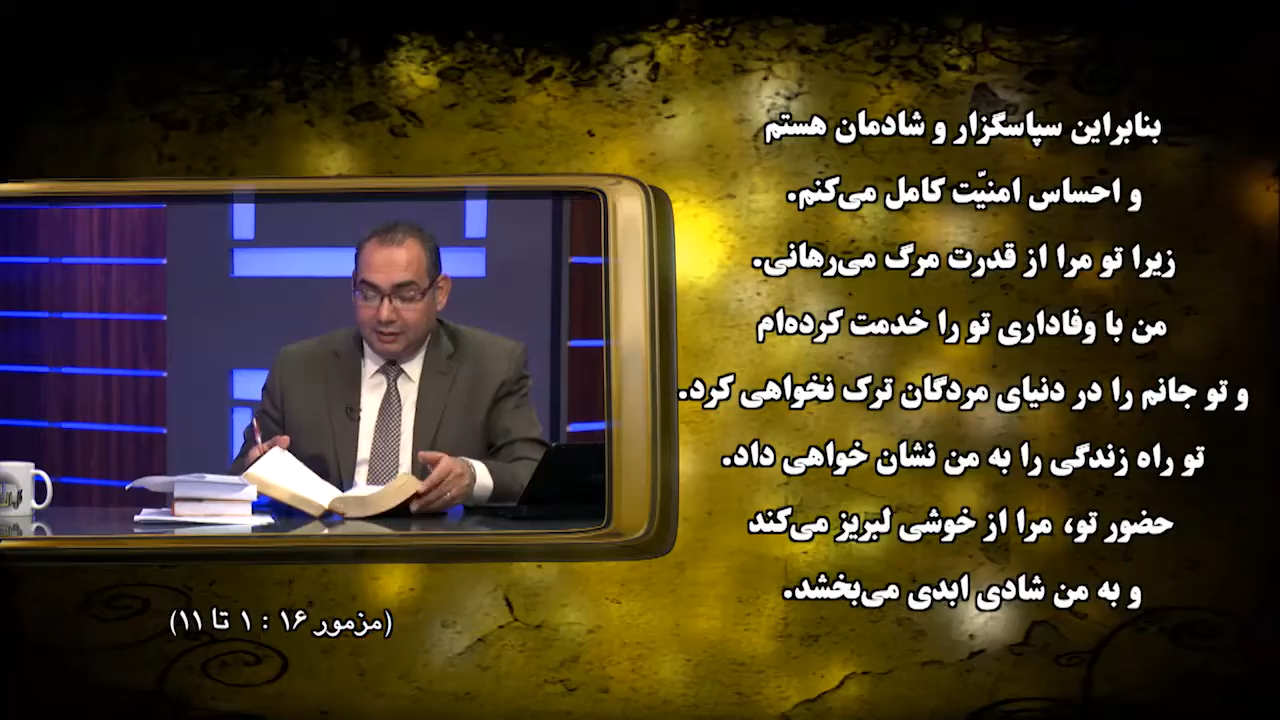 بنابراین سپاسگزار و شادمان هستم
و احساس امنیّت کامل می‌کنم.
زیرا تو مرا از قدرت مرگ می‌رهانی.
من با وفاداری تو را خدمت کرده‌ام
و تو جانم را در دنیای مردگان ترک نخواهی کرد.
تو راه زندگی را به من نشان خواهی داد.
حضور تو، مرا از خوشی لبریز می‌کند
و به من شادی ابدی می‌بخشد.
(مزمور ۱۶ : ۱ تا ۱۱)